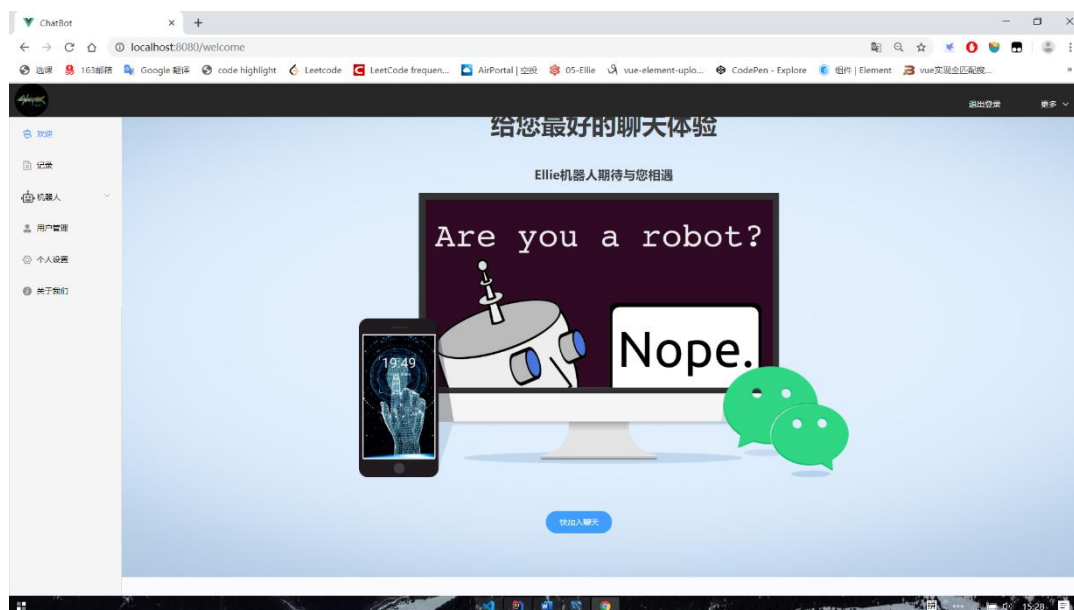 ChatBot
localhost:8080/welcome
选课 163邮箱 Google 翻译 code highlight Leetcode LeetCode frequen... AirPortal | 空投 05-Ellie vue-element-uplo... CodePen - Explore 组件 | Element vue实现全匹配搜...
退出登录 更多
欢迎
记录
机器人
用户管理
个人设置
关于我们
给您最好的聊天体验
Ellie机器人期待与您相遇
Are you a robot?
Nope.
19:49
快加入聊天
拼 15:28